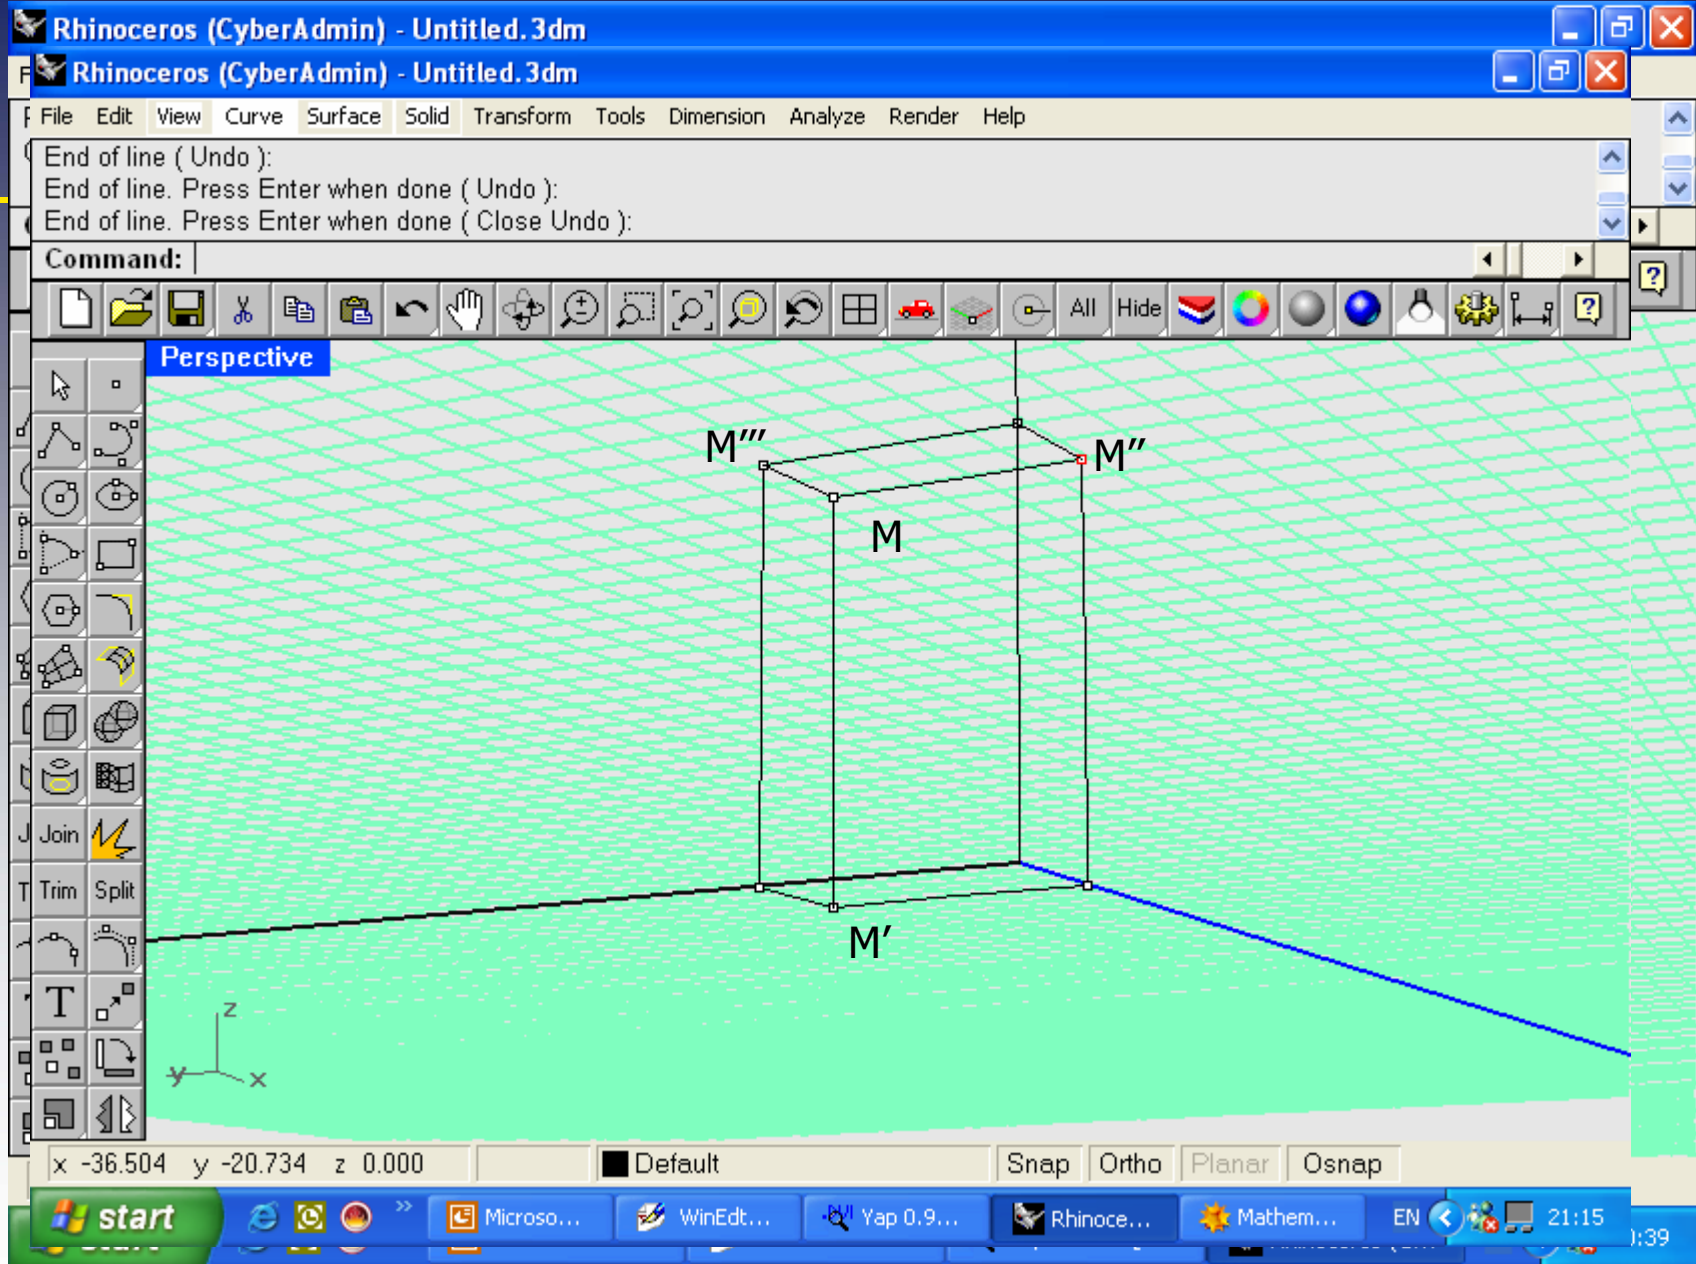 Rhinoceros (CyberAdmin) - Untitled.3dm
Rhinoceros (CyberAdmin) - Untitled.3dm
File Edit View Curve Surface Solid Transform Tools Dimension Analyze Render Help
End of line ( Undo ):
End of line. Press Enter when done ( Undo ):
End of line. Press Enter when done ( Close Undo ):
Command:
All Hide
Perspective
M‴ M″
M
M′
Join
Trim Split
T
z
y x
x -36.504 y -20.734 z 0.000 Default Snap Ortho Planar Osnap
start Microso... WinEdt... Yap 0.9... Rhinoce... Mathem... EN 21:15
:39